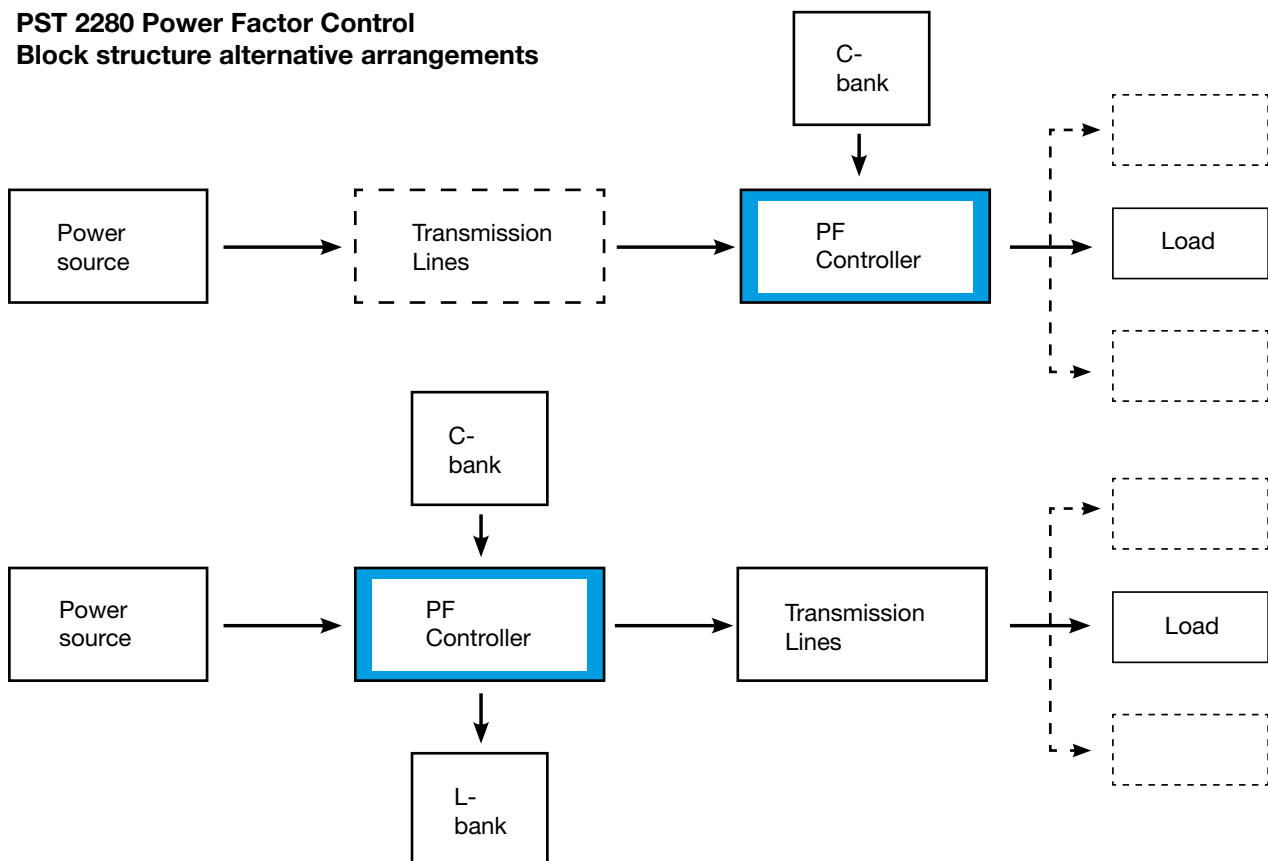 PST 2280 Power Factor Control
Block structure alternative arrangements
C-
bank
Power
source
Transmission
Lines
PF
Controller
Load
C-
bank
Power
source
PF
Controller
Transmission
Lines
Load
L-
bank